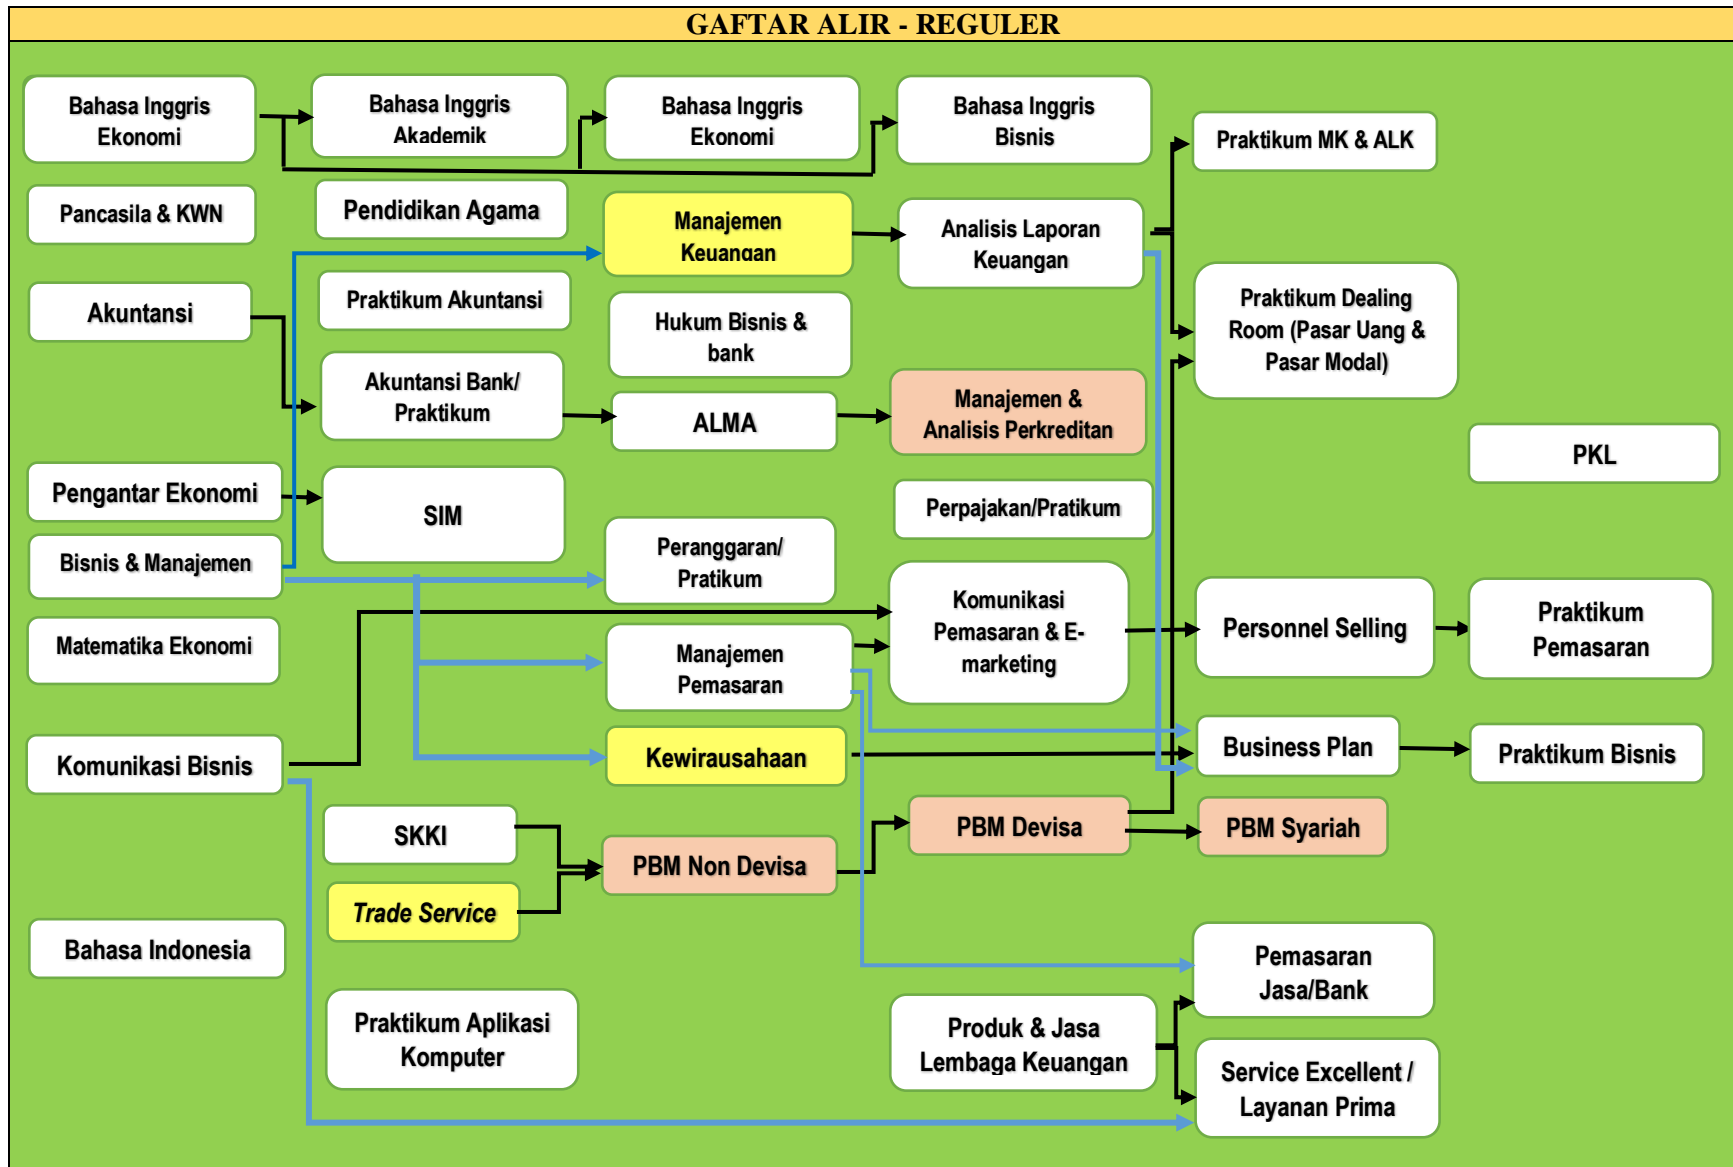 GAFTAR ALIR - REGULER
Bahasa Inggris
Ekonomi
Bahasa Inggris
Akademik
Bahasa Inggris
Ekonomi
Bahasa Inggris
Bisnis
Praktikum MK & ALK
Pancasila & KWN
Pendidikan Agama
Manajemen
Keuangan
Analisis Laporan
Keuangan
Akuntansi
Praktikum Akuntansi
Hukum Bisnis &
bank
Praktikum Dealing
Room (Pasar Uang &
Pasar Modal)
Akuntansi Bank/
Praktikum
ALMA
Manajemen &
Analisis Perkreditan
PKL
Pengantar Ekonomi
SIM
Perpajakan/Pratikum
Bisnis & Manajemen
Peranggaran/
Pratikum
Komunikasi
Pemasaran & E-
marketing
Personnel Selling
Praktikum
Pemasaran
Matematika Ekonomi
Manajemen
Pemasaran
Komunikasi Bisnis
Kewirausahaan
Business Plan
Praktikum Bisnis
SKKI
PBM Non Devisa
PBM Devisa
PBM Syariah
Trade Service
Bahasa Indonesia
Pemasaran
Jasa/Bank
Praktikum Aplikasi
Komputer
Produk & Jasa
Lembaga Keuangan
Service Excellent /
Layanan Prima